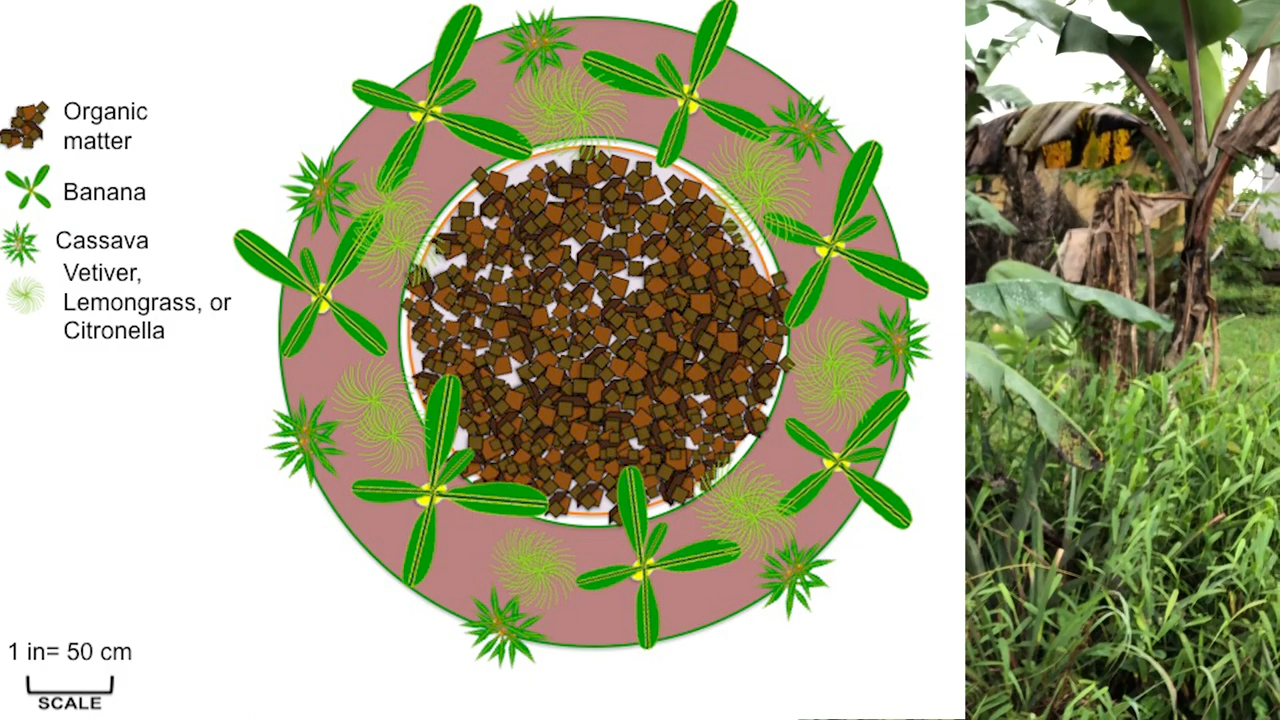 Organic
matter
Banana
Cassava
Vetiver,
Lemongrass, or
Citronella
1 in= 50 cm
SCALE